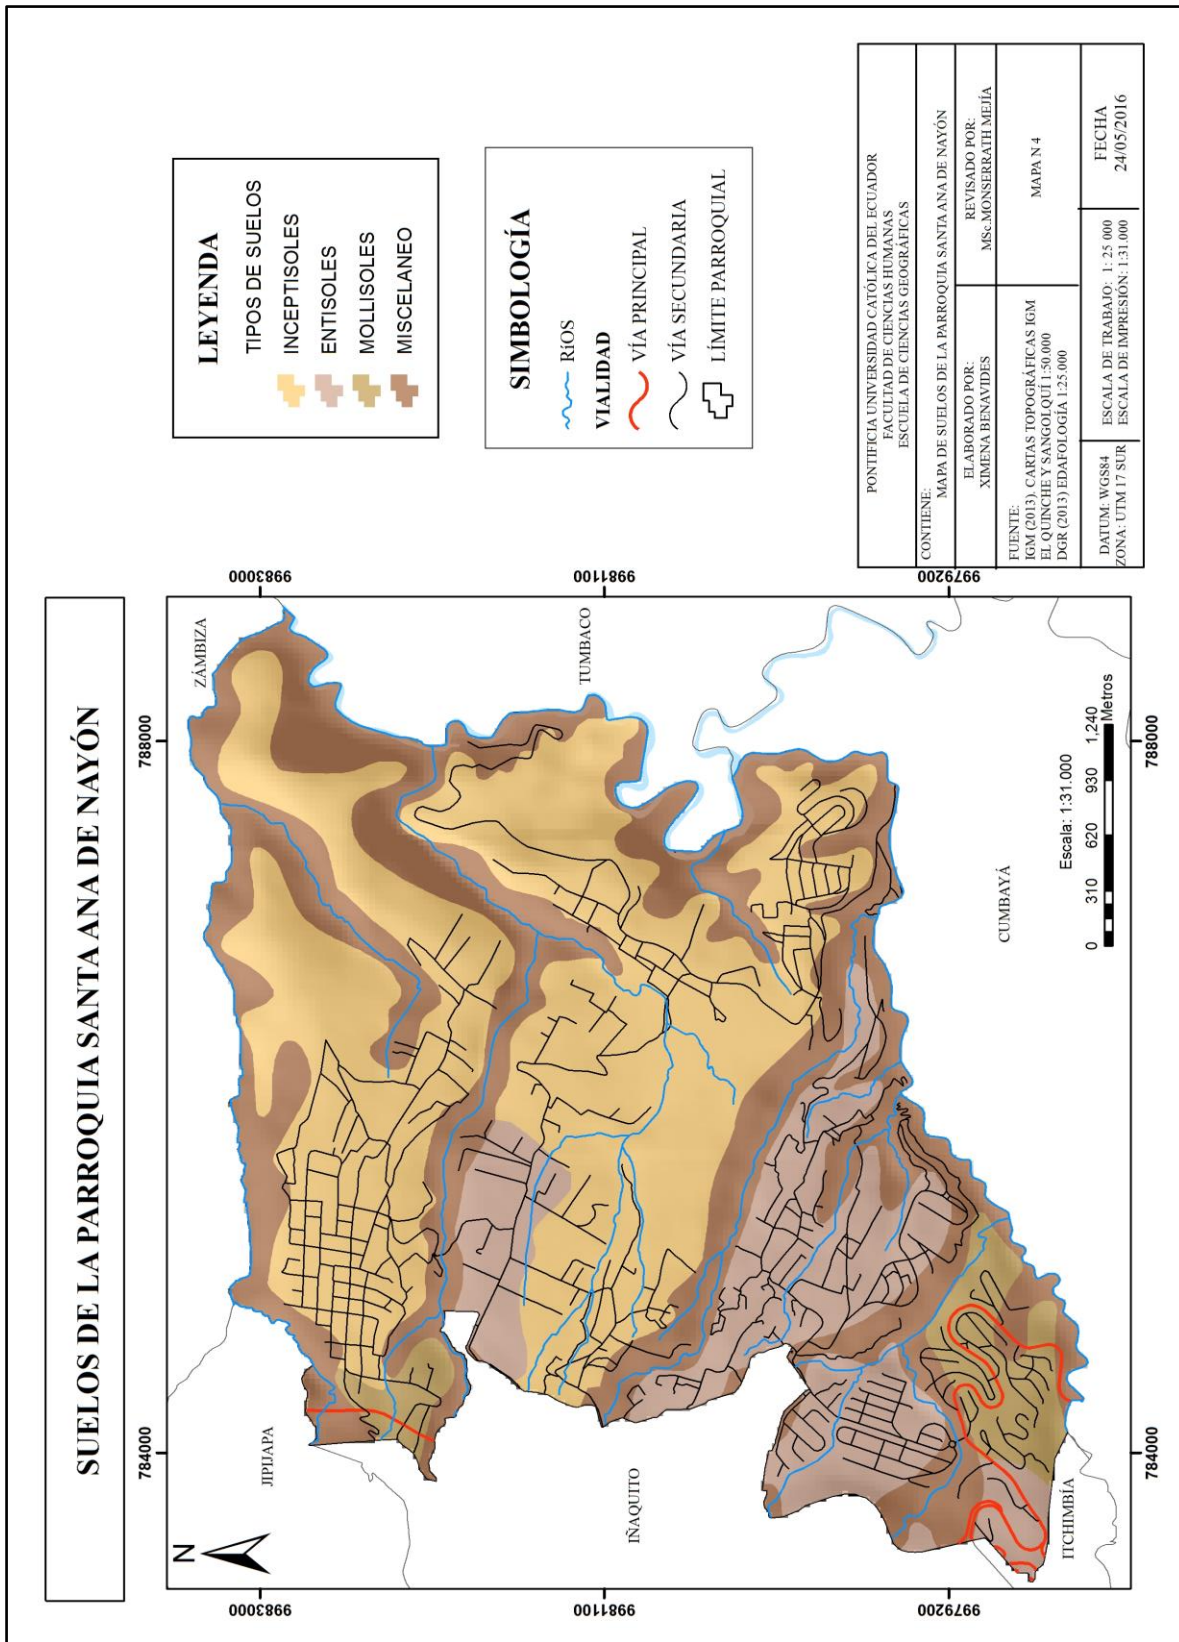 SUELOS DE LA PARROQUIA SANTA ANA DE NAYÓN
784000
788000
9983000
9981100
9979200
9983000
9981100
9979200
784000
788000
N
JIPIJAPA
ZÁMBIZA
IÑAQUITO
TUMBACO
ITCHIMBÍA
CUMBAYÁ
Escala: 1:31.000
0 310 620 930 1,240
Metros
LEYENDA
TIPOS DE SUELOS
INCEPTISOLES
ENTISOLES
MOLLISOLES
MISCELANEO
SIMBOLOGÍA
RíOS
VIALIDAD
VÍA PRINCIPAL
VÍA SECUNDARIA
LÍMITE PARROQUIAL
PONTIFICIA UNIVERSIDAD CATÓLICA DEL ECUADOR
FACULTAD DE CIENCIAS HUMANAS
ESCUELA DE CIENCIAS GEOGRÁFICAS
CONTIENE:
MAPA DE SUELOS DE LA PARROQUIA SANTA ANA DE NAYÓN
ELABORADO POR:
XIMENA BENAVIDES
REVISADO POR:
MSc. MONSERRATH MEJÍA
FUENTE:
IGM (2013). CARTAS TOPOGRÁFICAS IGM
EL QUINCHE Y SANGOLQUÍ 1:50.000
DGR (2013) EDAFOLOGÍA 1:25.000
MAPA N 4
DATUM: WGS84
ZONA: UTM 17 SUR
ESCALA DE TRABAJO: 1: 25 000
ESCALA DE IMPRESIÓN: 1:31.000
FECHA
24/05/2016